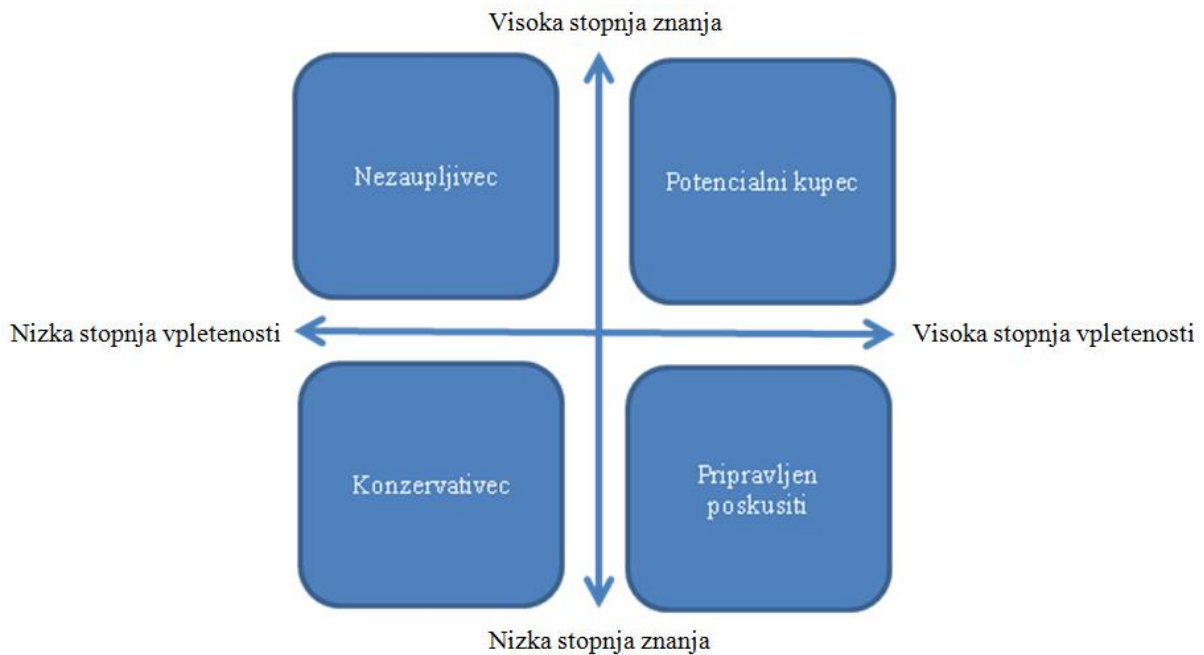 Visoka stopnja znanja
Nezaupljivec
Potencialni kupec
Nizka stopnja vpletenosti
Visoka stopnja vpletenosti
Konzervativec
Pripravljen
poskusiti
Nizka stopnja znanja